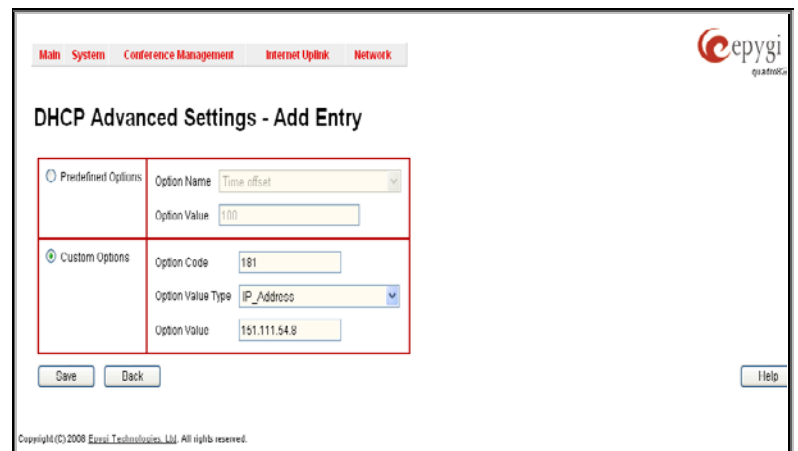 Main System Conference Management Internet Uplink Network
epygi
DHCP Advanced Settings - Add Entry
Predefined Options
Option Name Time offset
Option Value 100
Custom Options
Option Code 181
Option Value Type IP_Address
Option Value 151.111.54.8
Save Back Help
Copyright (C) 2008 Epygi Technologies, Ltd. All rights reserved.